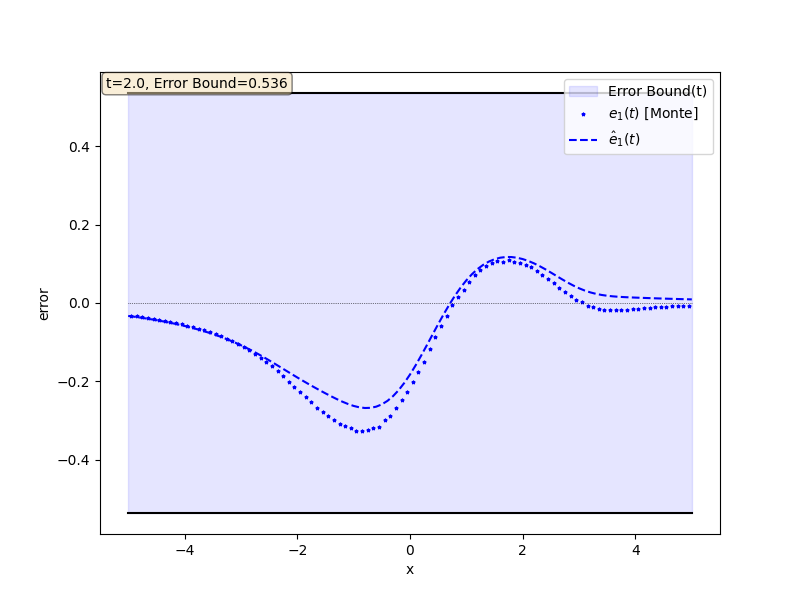 t=2.0, Error Bound=0.536
Error Bound(t)
e₁(t) [Monte]
ê₁(t)
error
0.4
0.2
0.0
−0.2
−0.4
−4
−2
0
2
4
x